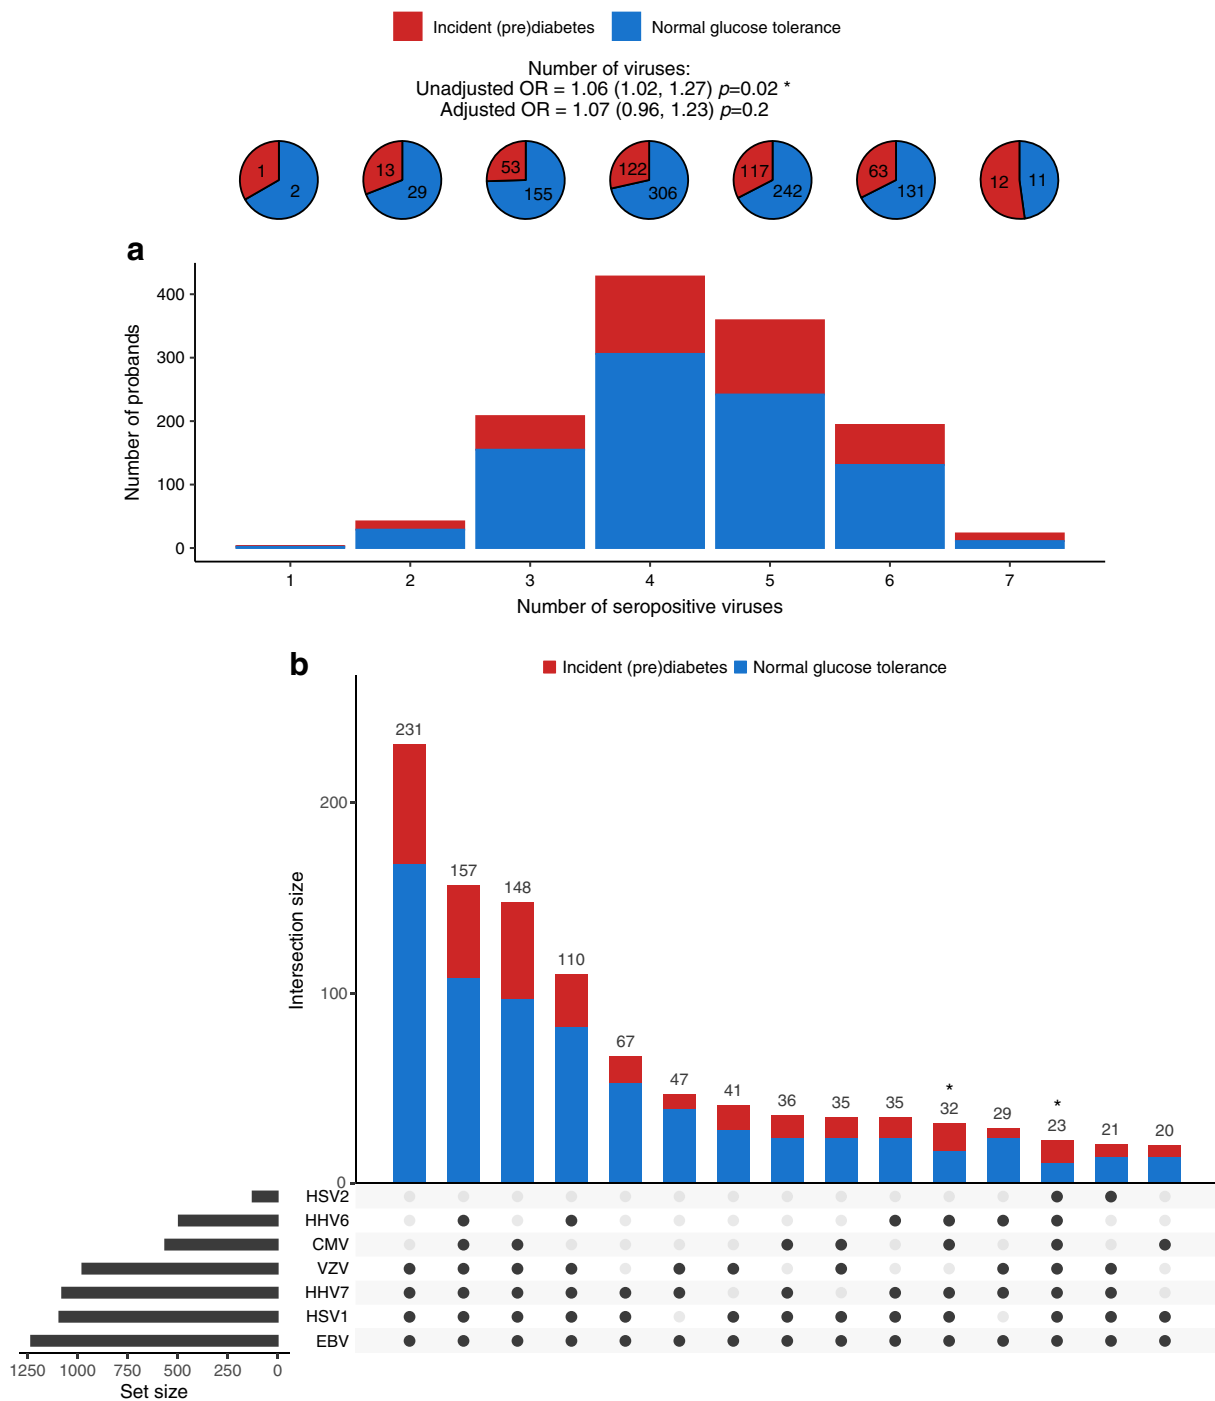 Incident (pre)diabetes Normal glucose tolerance
Number of viruses:
Unadjusted OR = 1.06 (1.02, 1.27) p=0.02 *
Adjusted OR = 1.07 (0.96, 1.23) p=0.2
1 2 13 29 53 155 122 306 117 242 63 131 12 11
a
Number of probands
400
300
200
100
0
1 2 3 4 5 6 7
Number of seropositive viruses
b
Incident (pre)diabetes Normal glucose tolerance
Intersection size
200
100
0
231 157 148 110 67 47 41 36 35 35 * 32 29 * 23 21 20
HSV2
HHV6
CMV
VZV
HHV7
HSV1
EBV
1250 1000 750 500 250 0
Set size